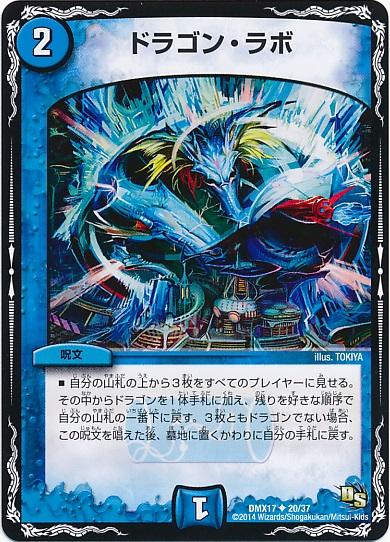 2
ドラゴン・ラボ
呪文
illus. TOKIYA
■ 自分の山札の上から3枚をすべてのプレイヤーに見せる。
その中からドラゴンを1体手札に加え、残りを好きな順序で
自分の山札の一番下に戻す。3枚ともドラゴンでない場合、
この呪文を唱えた後、墓地に置くかわりに自分の手札に戻す。
1
DS
DMX17 ◆ 20/37
©2014 Wizards/Shogakukan/Mitsui-Kids